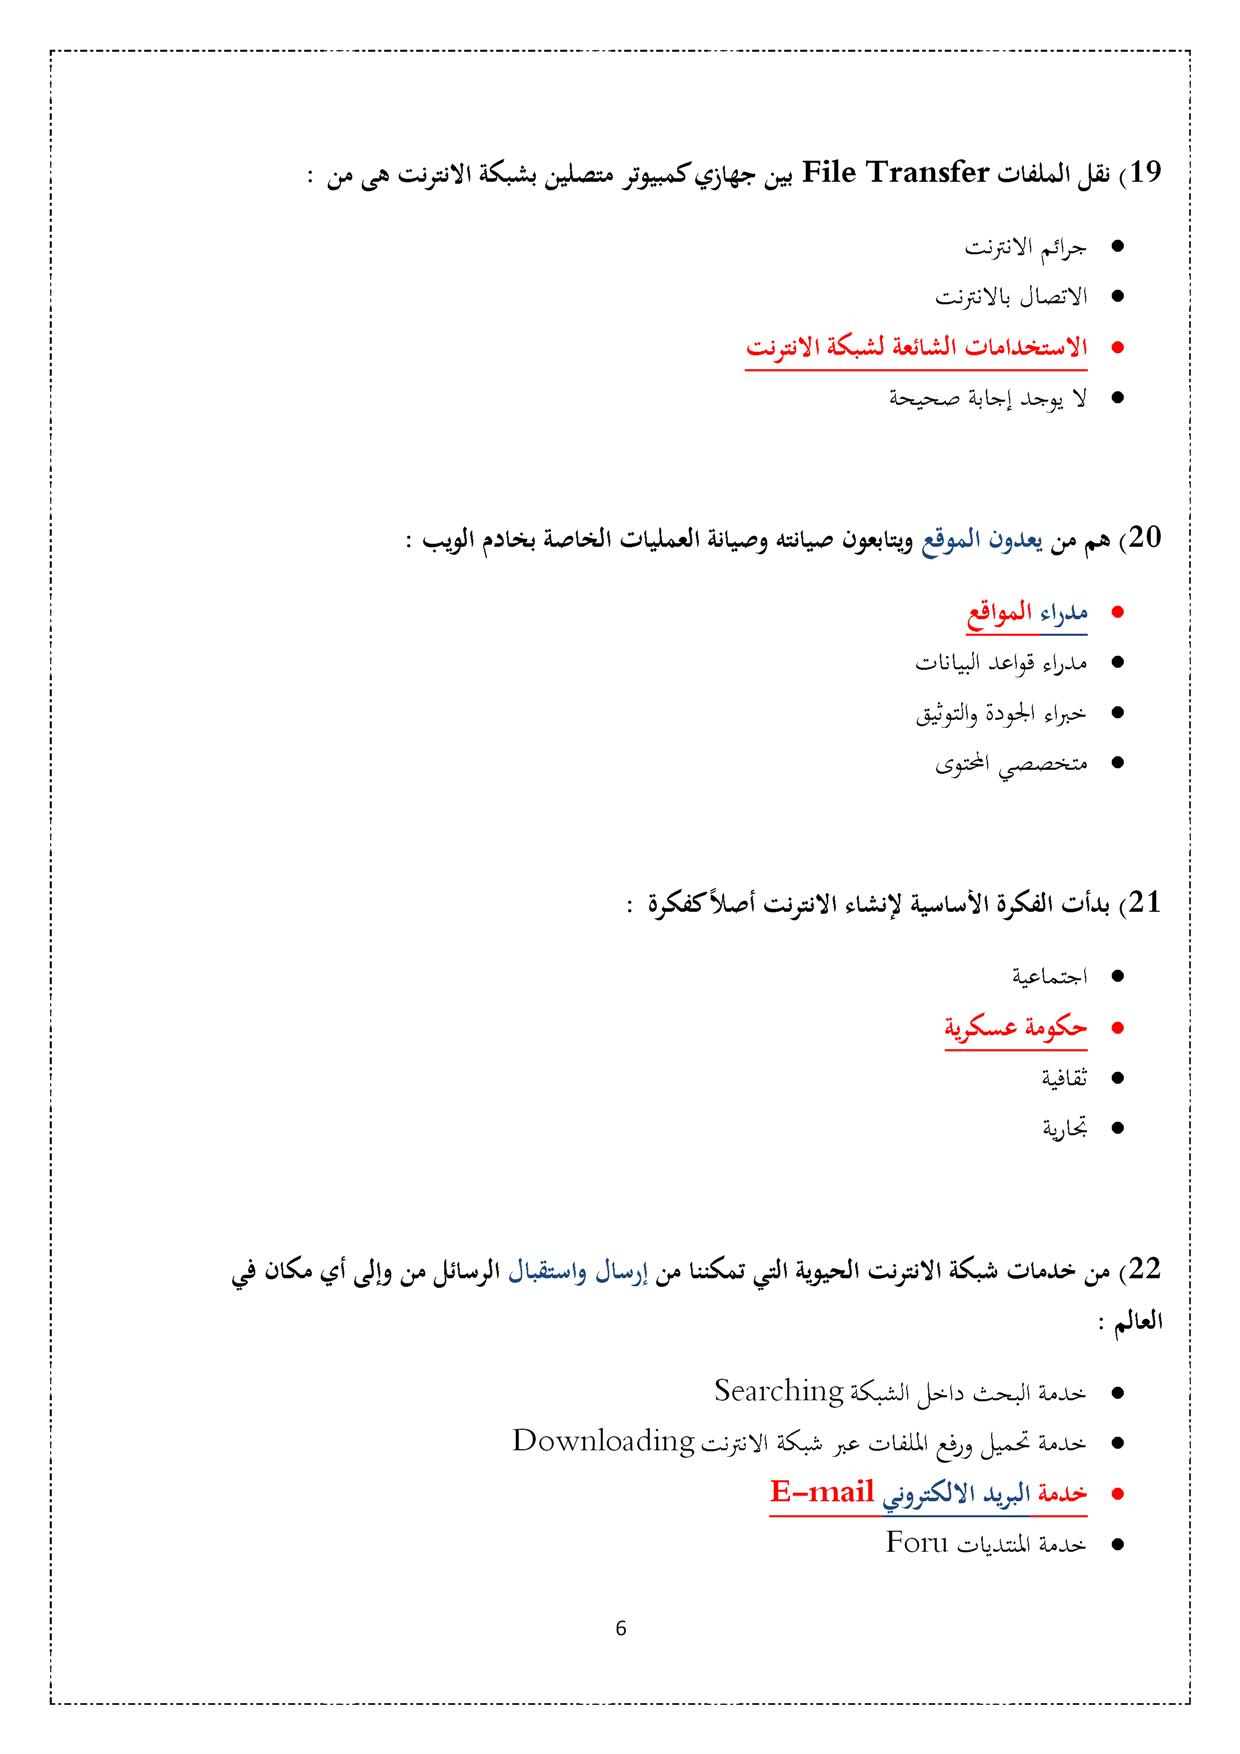 19) نقل الملفات File Transfer بين جهازي كمبيوتر متصلين بشبكة الانترنت هى من :
● جرائم الانترنت
● الاتصال بالانترنت
● الاستخدامات الشائعة لشبكة الانترنت
● لا يوجد إجابة صحيحة
20) هم من يعدون الموقع ويتابعون صيانته وصيانة العمليات الخاصة بخادم الويب :
● مدراء المواقع
● مدراء قواعد البيانات
● خبراء الجودة والتوثيق
● متخصصي المحتوى
21) بدأت الفكرة الأساسية لإنشاء الانترنت أصلاً كفكرة :
● اجتماعية
● حكومة عسكرية
● ثقافية
● تجارية
22) من خدمات شبكة الانترنت الحيوية التي تمكننا من إرسال واستقبال الرسائل من وإلى أي مكان في
العالم :
● خدمة البحث داخل الشبكة Searching
● خدمة تحميل ورفع الملفات عبر شبكة الانترنت Downloading
● خدمة البريد الالكتروني E-mail
● خدمة المنتديات Foru
6